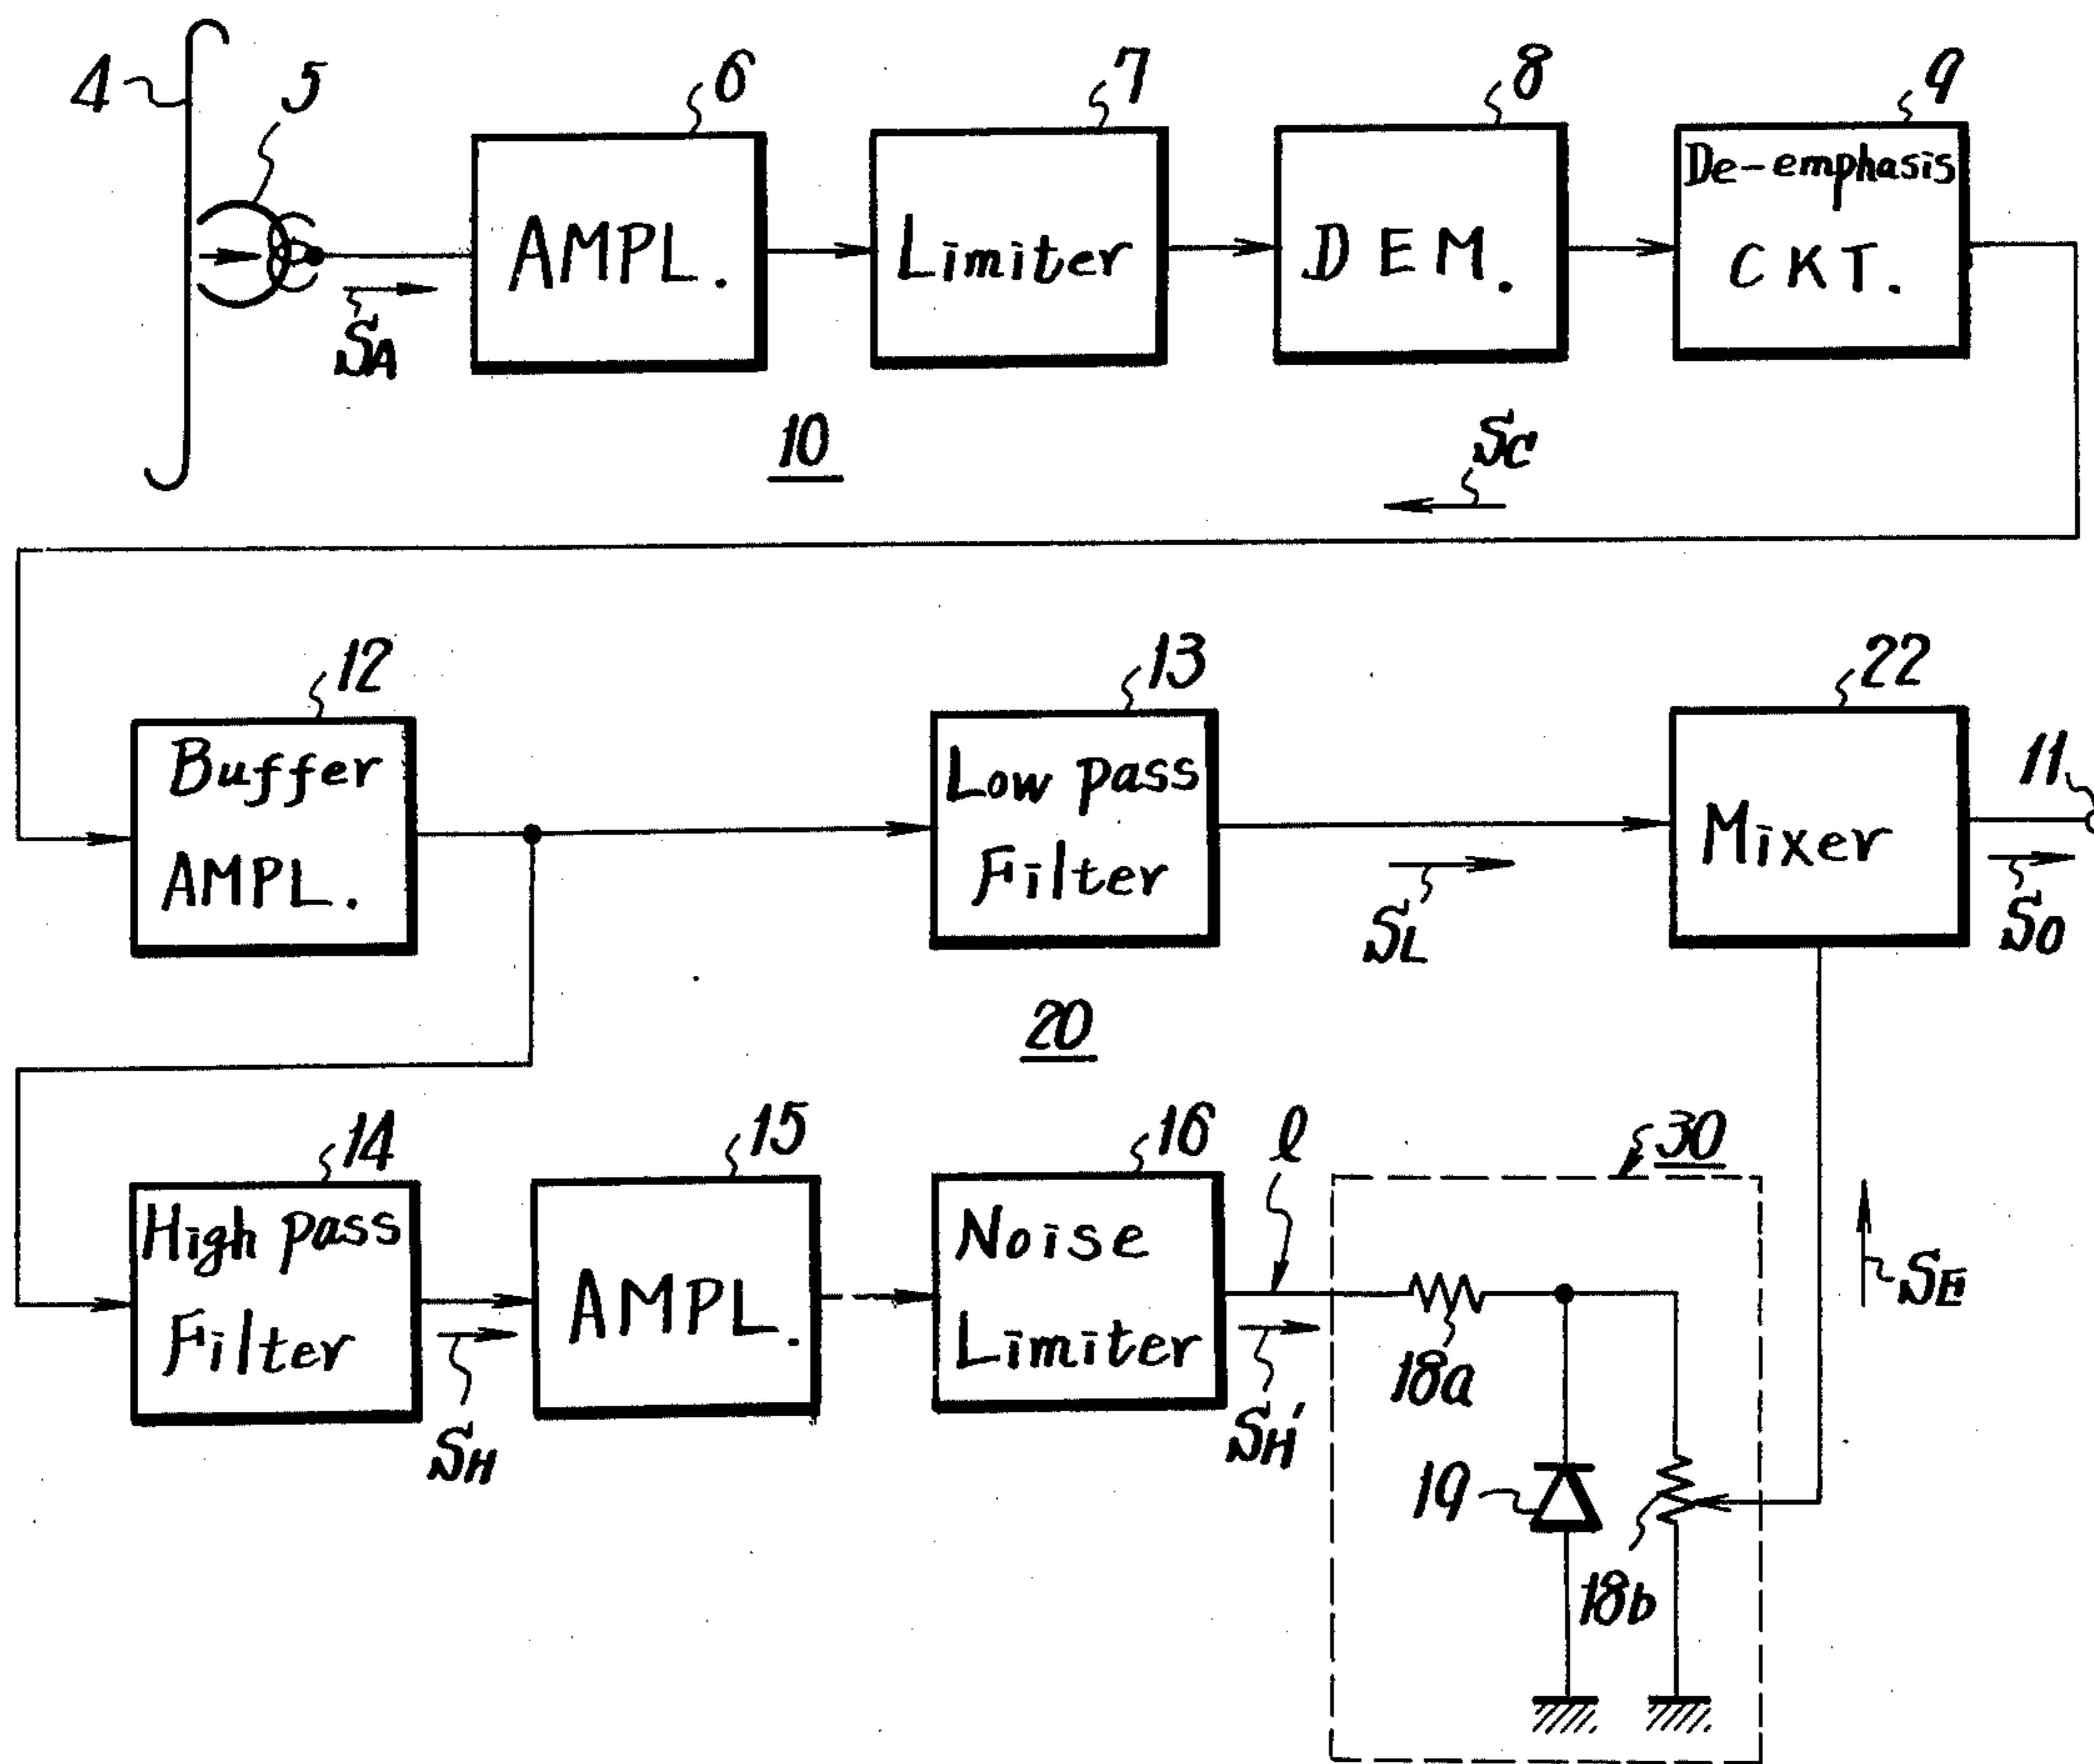 4
5
6
7
8
9
AMPL.
Limiter
DEM.
De-emphasis
CKT.
SA
10
SC
12
13
22
11
Buffer
AMPL.
Low pass
Filter
Mixer
SL
SO
20
14
15
16
l
30
High pass
Filter
AMPL.
Noise
Limiter
SE
18a
SH
SH'
19
18b